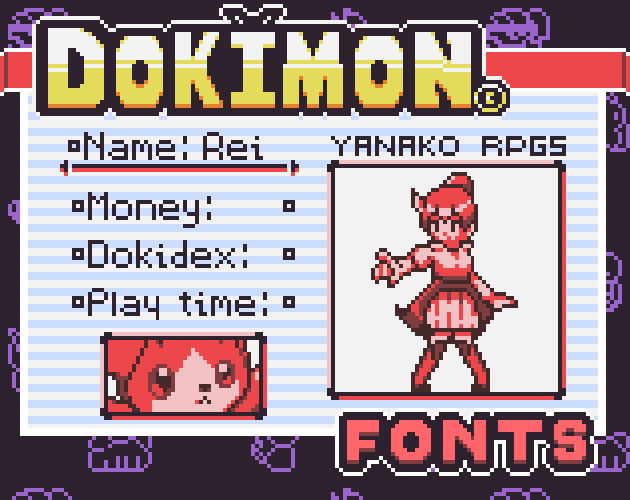 DOKIMON ©
Name: Rei
YANAKO RPGS
Money:
Dokidex:
Play time:
FONTS